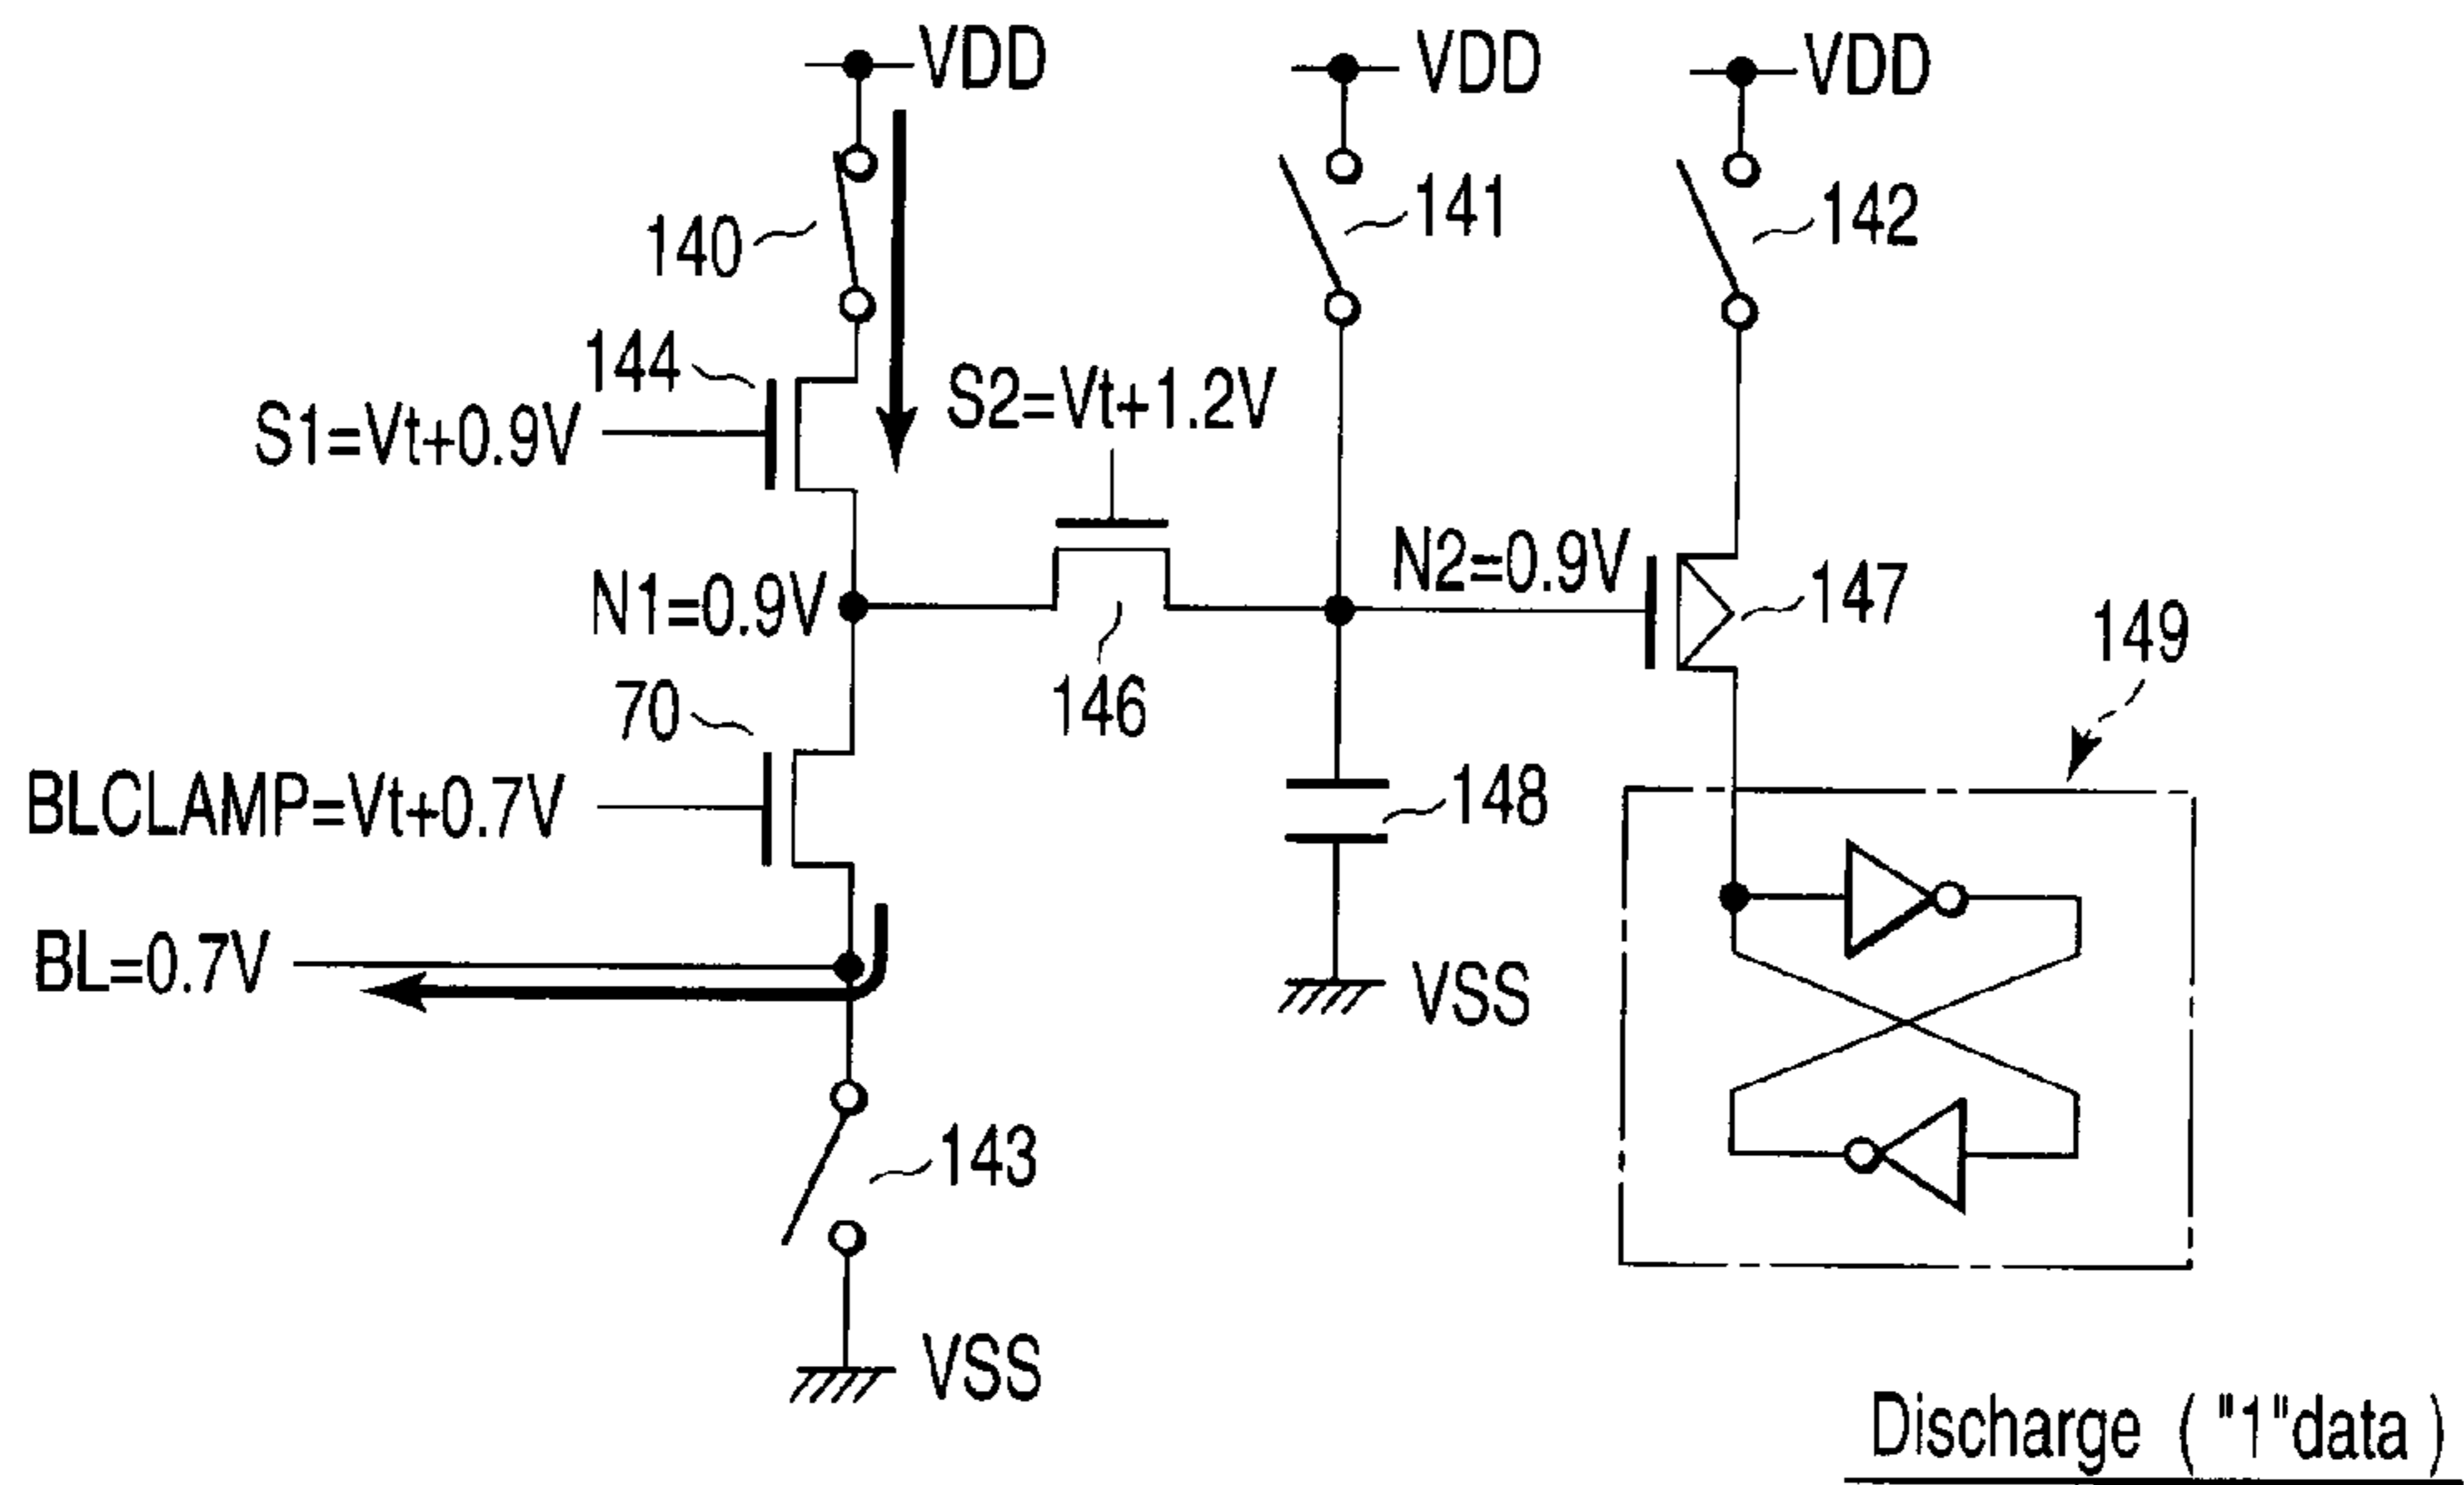 VDD
VDD
VDD
140
141
142
144
S1=Vt+0.9V
S2=Vt+1.2V
N1=0.9V
N2=0.9V
147
149
70
146
BLCLAMP=Vt+0.7V
148
BL=0.7V
VSS
143
VSS
Discharge ("1"data)